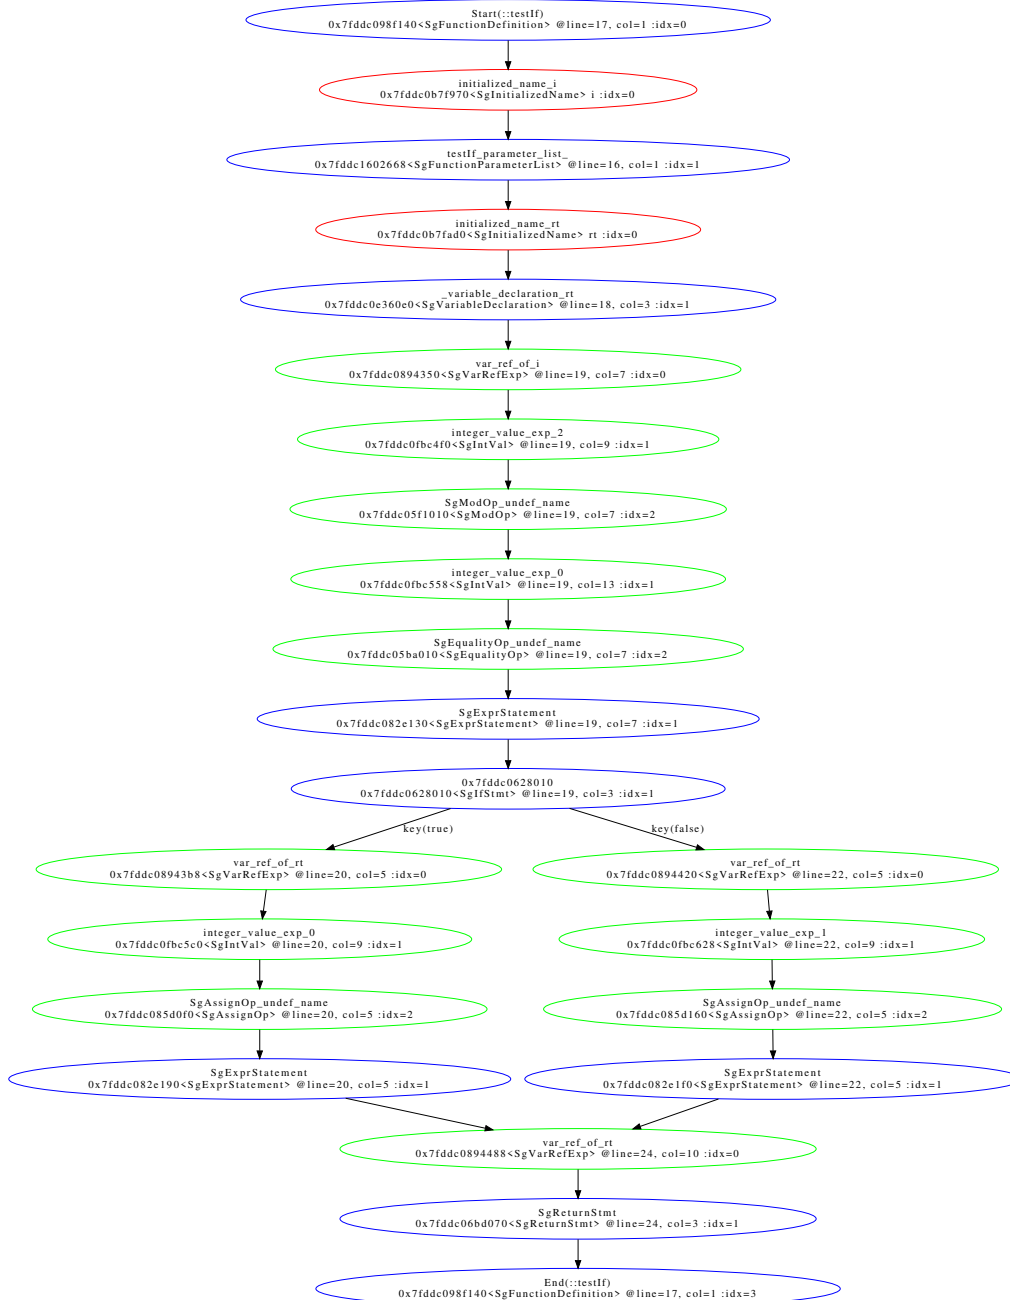 Start(::testIf)
0x7fddc098f140<SgFunctionDefinition> @line=17, col=1 :idx=0
initialized_name_i
0x7fddc0b7f970<SgInitializedName> i :idx=0
testIf_parameter_list_
0x7fddc1602668<SgFunctionParameterList> @line=16, col=1 :idx=1
initialized_name_rt
0x7fddc0b7fad0<SgInitializedName> rt :idx=0
_variable_declaration_rt
0x7fddc0e360e0<SgVariableDeclaration> @line=18, col=3 :idx=1
var_ref_of_i
0x7fddc0894350<SgVarRefExp> @line=19, col=7 :idx=0
integer_value_exp_2
0x7fddc0fbc4f0<SgIntVal> @line=19, col=9 :idx=1
SgModOp_undef_name
0x7fddc05f1010<SgModOp> @line=19, col=7 :idx=2
integer_value_exp_0
0x7fddc0fbc558<SgIntVal> @line=19, col=13 :idx=1
SgEqualityOp_undef_name
0x7fddc05ba010<SgEqualityOp> @line=19, col=7 :idx=2
SgExprStatement
0x7fddc082e130<SgExprStatement> @line=19, col=7 :idx=1
0x7fddc0628010
0x7fddc0628010<SgIfStmt> @line=19, col=3 :idx=1
key(true)
key(false)
var_ref_of_rt
0x7fddc08943b8<SgVarRefExp> @line=20, col=5 :idx=0
var_ref_of_rt
0x7fddc0894420<SgVarRefExp> @line=22, col=5 :idx=0
integer_value_exp_0
0x7fddc0fbc5c0<SgIntVal> @line=20, col=9 :idx=1
integer_value_exp_1
0x7fddc0fbc628<SgIntVal> @line=22, col=9 :idx=1
SgAssignOp_undef_name
0x7fddc085d0f0<SgAssignOp> @line=20, col=5 :idx=2
SgAssignOp_undef_name
0x7fddc085d160<SgAssignOp> @line=22, col=5 :idx=2
SgExprStatement
0x7fddc082e190<SgExprStatement> @line=20, col=5 :idx=1
SgExprStatement
0x7fddc082e1f0<SgExprStatement> @line=22, col=5 :idx=1
var_ref_of_rt
0x7fddc0894488<SgVarRefExp> @line=24, col=10 :idx=0
SgReturnStmt
0x7fddc06bd070<SgReturnStmt> @line=24, col=3 :idx=1
End(::testIf)
0x7fddc098f140<SgFunctionDefinition> @line=17, col=1 :idx=3